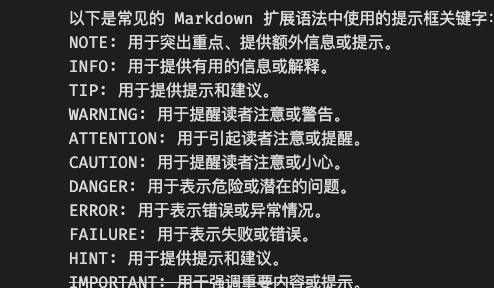 以下是常见的 Markdown 扩展语法中使用的提示框关键字：
NOTE: 用于突出重点、提供额外信息或提示。
INFO: 用于提供有用的信息或解释。
TIP: 用于提供提示和建议。
WARNING: 用于提醒读者注意或警告。
ATTENTION: 用于引起读者注意或提醒。
CAUTION: 用于提醒读者注意或小心。
DANGER: 用于表示危险或潜在的问题。
ERROR: 用于表示错误或异常情况。
FAILURE: 用于表示失败或错误。
HINT: 用于提供提示和建议。
IMPORTANT: 用于强调重要内容或提示。